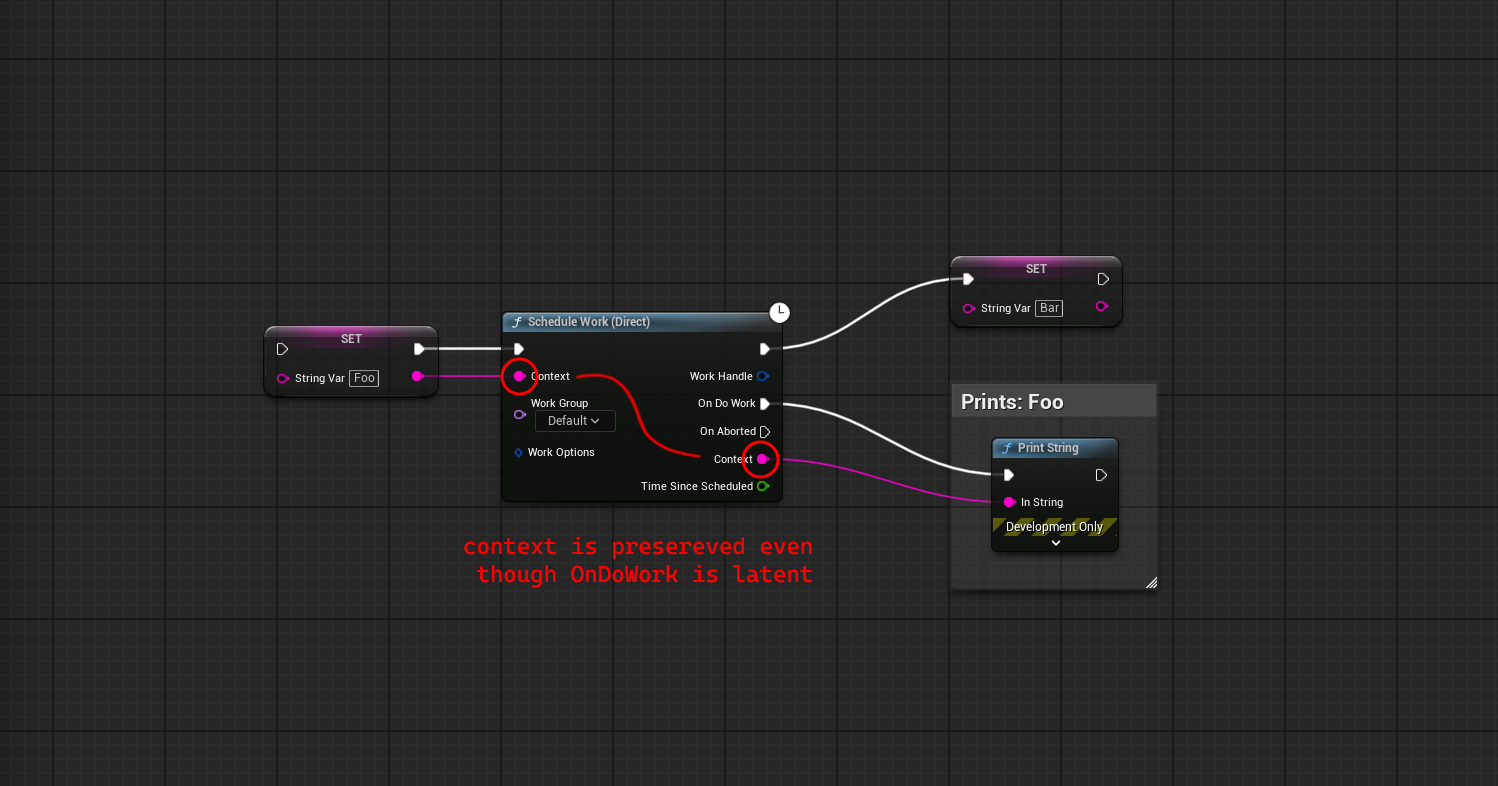 SET
String Var Foo
Schedule Work (Direct)
Context
Work Group
Default
Work Options
Work Handle
On Do Work
On Aborted
Context
Time Since Scheduled
SET
String Var Bar
Prints: Foo
Print String
In String
Development Only
context is presereved even
though OnDoWork is latent